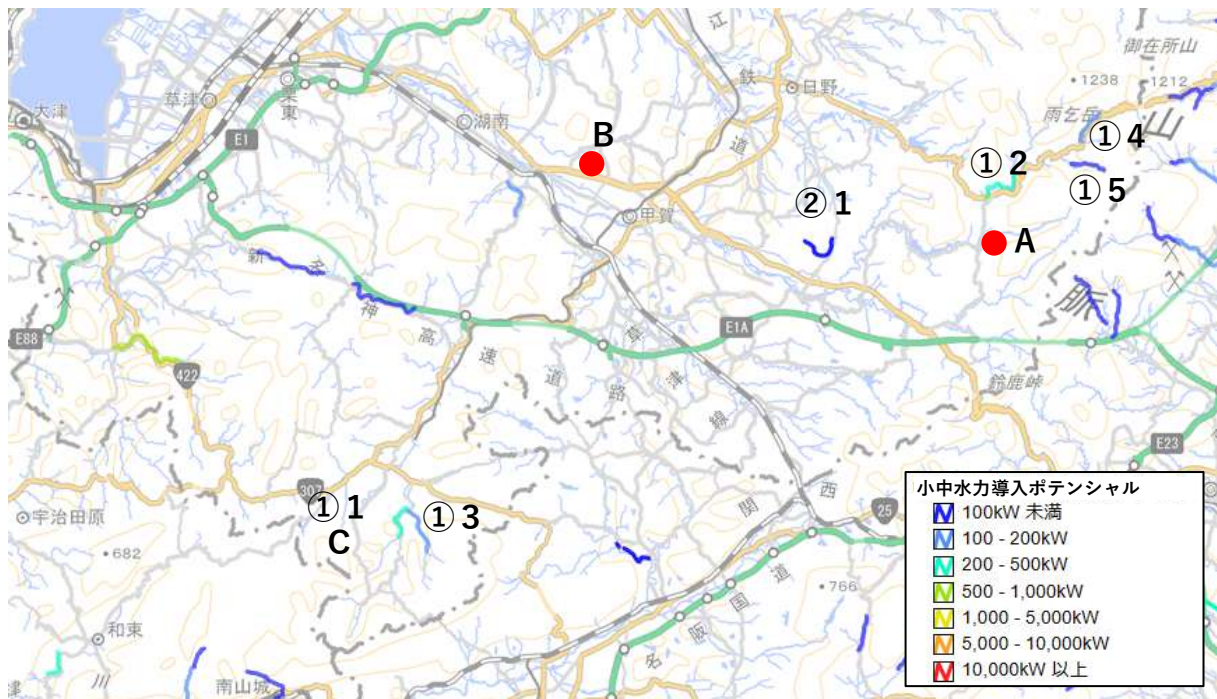 御在所山
・1238
1212
雨乞岳
山
脈
江
鉄
道
日野
大津
草津
栗東
湖南
甲賀
E1
B
①4
①2
①5
②1
A
新
名
神
高
速
道
路
草
津
線
E1A
E88
422
鈴鹿峠
E23
307
①1
C
①3
宇治田原
・682
和東
南山城
川
津
関
西
25
名
阪
国
道
・766
小中水力導入ポテンシャル
100kW 未満
100 - 200kW
200 - 500kW
500 - 1,000kW
1,000 - 5,000kW
5,000 - 10,000kW
10,000kW 以上